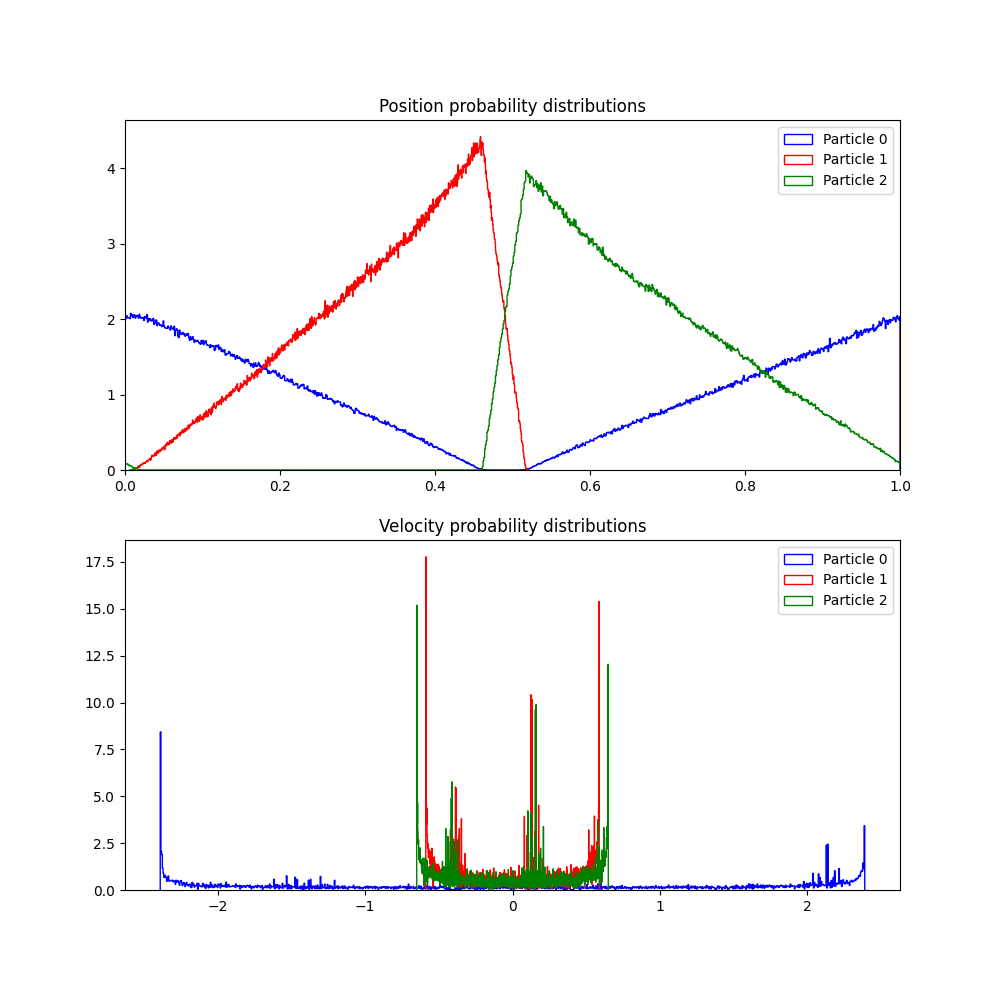 Position probability distributions
Particle 0
Particle 1
Particle 2
4
3
2
1
0
0.0 0.2 0.4 0.6 0.8 1.0
Velocity probability distributions
Particle 0
Particle 1
Particle 2
17.5
15.0
12.5
10.0
7.5
5.0
2.5
0.0
−2 −1 0 1 2